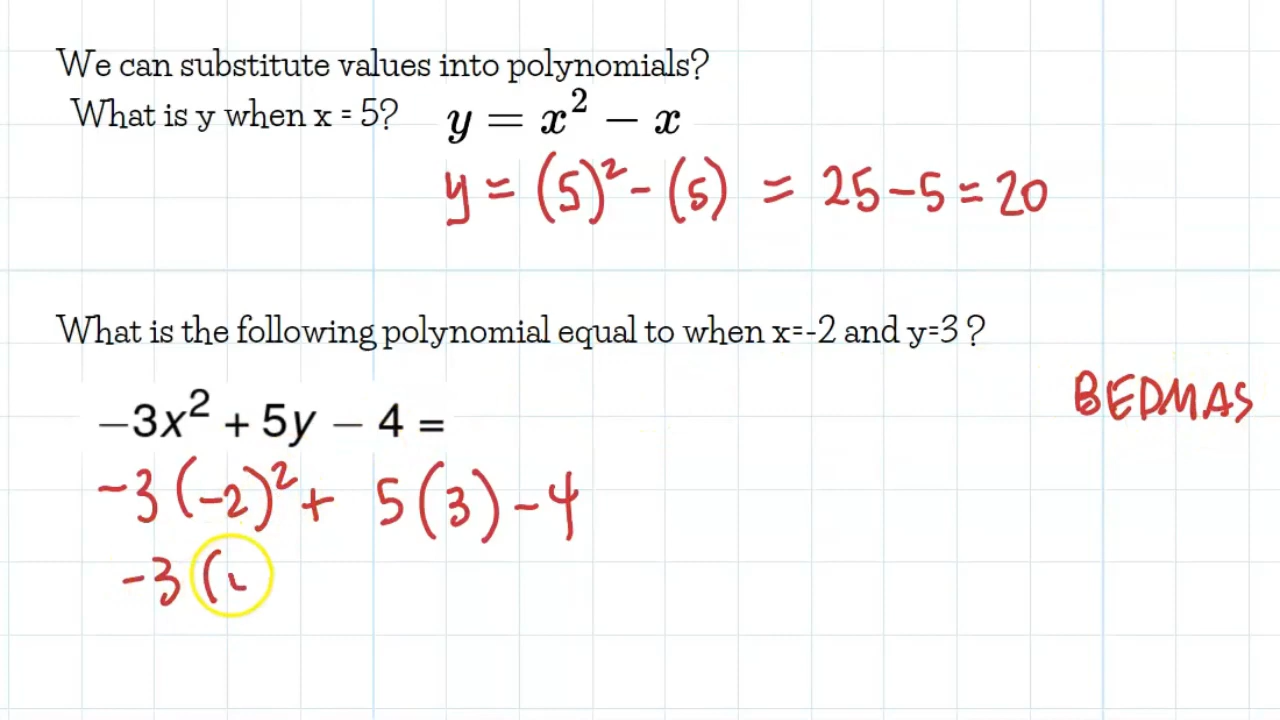 We can substitute values into polynomials?
What is y when x = 5? y = x² − x
y = (5)² - (5) = 25 - 5 = 20
What is the following polynomial equal to when x=-2 and y=3 ?
BEDMAS
−3x² + 5y − 4 =
-3(-2)² + 5(3) - 4
-3(